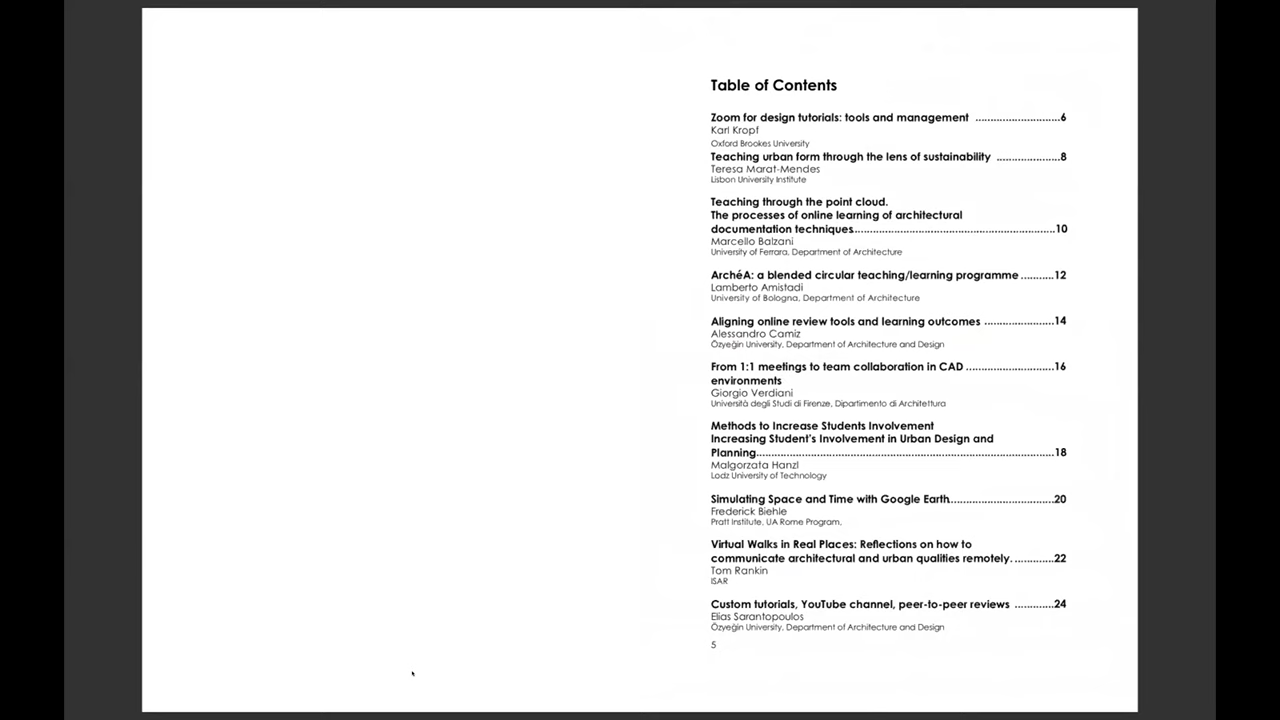 Table of Contents
Zoom for design tutorials: tools and management ............................6
Karl Kropf
Oxford Brookes University
Teaching urban form through the lens of sustainability .....................8
Teresa Marat-Mendes
Lisbon University Institute
Teaching through the point cloud.
The processes of online learning of architectural
documentation techniques...................................................................10
Marcello Balzani
University of Ferrara, Department of Architecture
ArchéA: a blended circular teaching/learning programme ...........12
Lamberto Amistadi
University of Bologna, Department of Architecture
Aligning online review tools and learning outcomes .......................14
Alessandro Camiz
Özyeğin University, Department of Architecture and Design
From 1:1 meetings to team collaboration in CAD .............................16
environments
Giorgio Verdiani
Università degli Studi di Firenze, Dipartimento di Architettura
Methods to Increase Students Involvement
Increasing Student's Involvement in Urban Design and
Planning..................................................................................................18
Malgorzata Hanzl
Lodz University of Technology
Simulating Space and Time with Google Earth...................................20
Frederick Biehle
Pratt Institute, UA Rome Program,
Virtual Walks in Real Places: Reflections on how to
communicate architectural and urban qualities remotely. .............22
Tom Rankin
ISAR
Custom tutorials, YouTube channel, peer-to-peer reviews .............24
Elias Sarantopoulos
Özyeğin University, Department of Architecture and Design
5